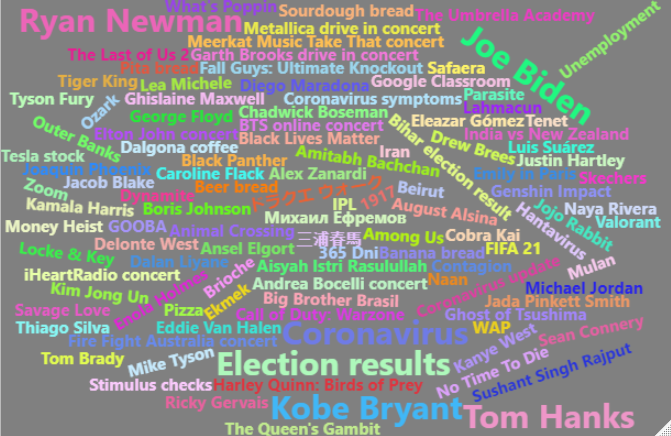 What's Poppin
Sourdough bread
The Umbrella Academy
Ryan Newman
Metallica drive in concert
Unemployment
Joe Biden
Meerkat Music Take That concert
The Last of Us 2
Garth Brooks drive in concert
Pita bread
Fall Guys: Ultimate Knockout
Safaera
Tiger King
Lea Michele
Diego Maradona
Google Classroom
Tyson Fury
Ozark
Ghislaine Maxwell
Coronavirus symptoms
Parasite
Lahmacun
George Floyd
Chadwick Boseman
Eleazar Gómez
Tenet
Outer Banks
Elton John concert
BTS online concert
Bihar election result
Drew Brees
India vs New Zealand
Dalgona coffee
Black Lives Matter
Luis Suárez
Tesla stock
Black Panther
Amitabh Bachchan
Iran
Justin Hartley
Joaquin Phoenix
Caroline Flack
Alex Zanardi
Emily in Paris
Skechers
Zoom
Jacob Blake
Beer bread
ドラクエ ウォーク
1917
Beirut
Genshin Impact
Dynamite
Kamala Harris
Boris Johnson
IPL
August Alsina
Hantavirus
Jojo Rabbit
Naya Rivera
Михаил Ефремов
Valorant
Money Heist
GOOBA
Animal Crossing
三浦春馬
Among Us
Cobra Kai
Delonte West
Ansel Elgort
365 Dni
Banana bread
FIFA 21
Locke & Key
Dalen Liyane
Brioche
Aisyah Istri Rasulullah
Contagion
Mulan
iHeartRadio concert
Andrea Bocelli concert
Naan
Coronavirus update
Michael Jordan
Kim Jong Un
Enola Holmes
Ekmek
Big Brother Brasil
Jada Pinkett Smith
Savage Love
Pizza
Call of Duty: Warzone
Ghost of Tsushima
Thiago Silva
Eddie Van Halen
Coronavirus
WAP
Sean Connery
Fire Fight Australia concert
Kanye West
Tom Brady
Mike Tyson
Election results
No Time To Die
Sushant Singh Rajput
Stimulus checks
Harley Quinn: Birds of Prey
Ricky Gervais
Kobe Bryant
Tom Hanks
The Queen's Gambit